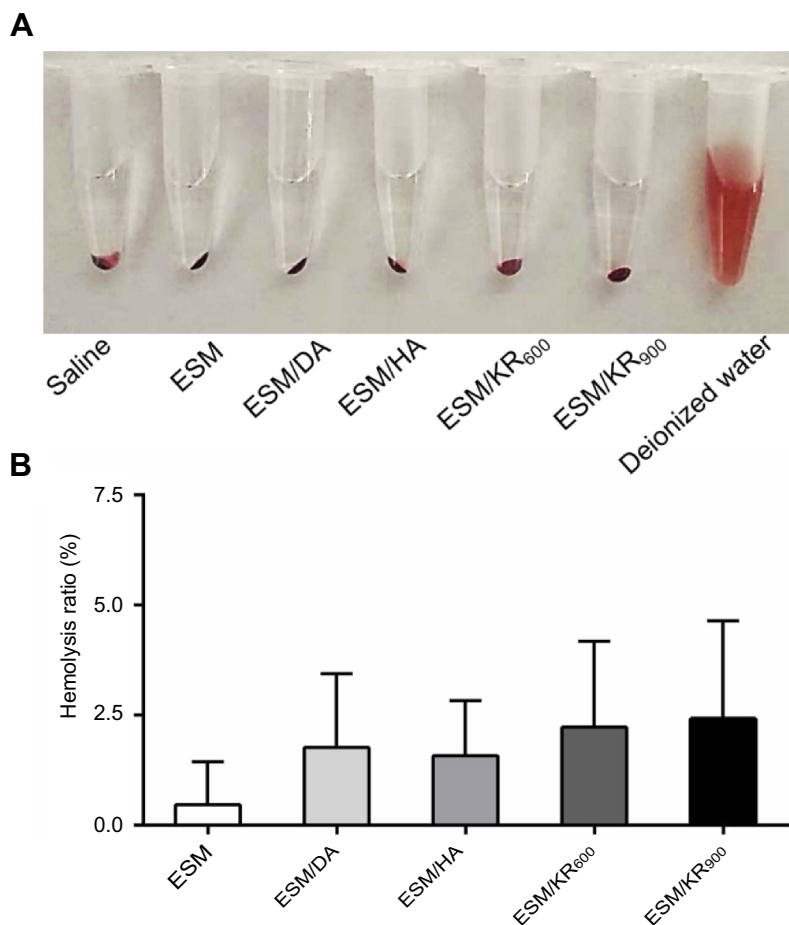 A
Saline
ESM
ESM/DA
ESM/HA
ESM/KR₆₀₀
ESM/KR₉₀₀
Deionized water
B
Hemolysis ratio (%)
7.5
5.0
2.5
0.0
ESM
ESM/DA
ESM/HA
ESM/KR₆₀₀
ESM/KR₉₀₀